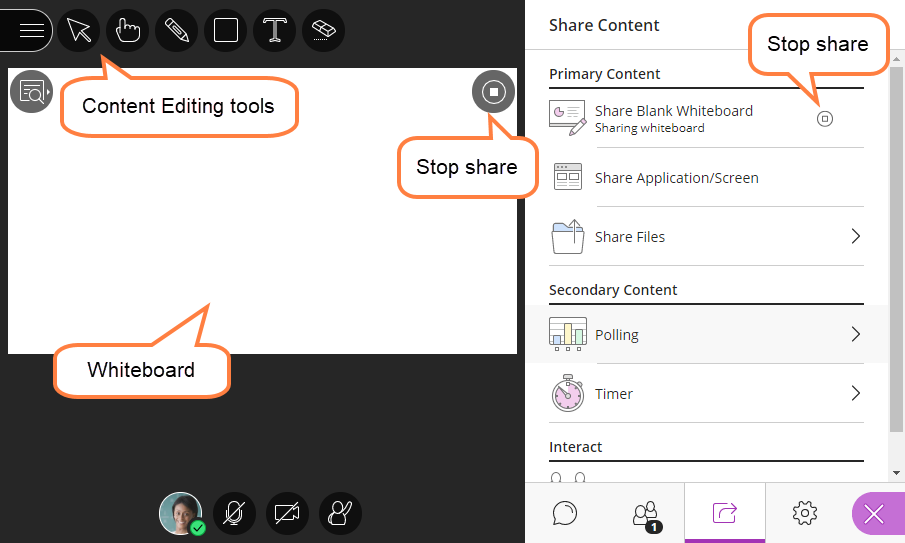 Content Editing tools
Stop share
Whiteboard
Share Content
Stop share
Primary Content
Share Blank Whiteboard
Sharing whiteboard
Share Application/Screen
Share Files
Secondary Content
Polling
Timer
Interact
1